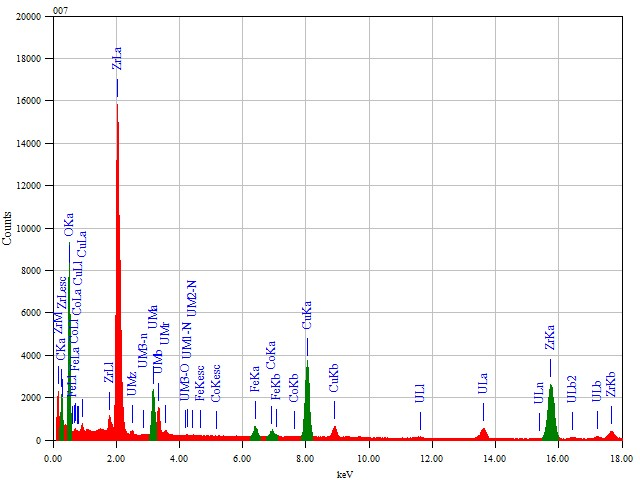 007
20000
18000
16000
14000
12000
10000
8000
6000
4000
2000
0
Counts
ZrM
CKa
ZrLesc
OKa
FeLl
FeLa
CoLl
CoLa
CuLl
CuLa
ZrLl
ZrLa
UMz
UM3-n
UMa
UMb
UMr
UM3-O
UM1-N
UM2-N
FeKesc
CoKesc
FeKa
CoKa
FeKb
CoKb
CuKa
CuKb
ULl
ULa
ULn
ZrKa
ULb2
ULb
ZrKb
0.00 2.00 4.00 6.00 8.00 10.00 12.00 14.00 16.00 18.00
keV